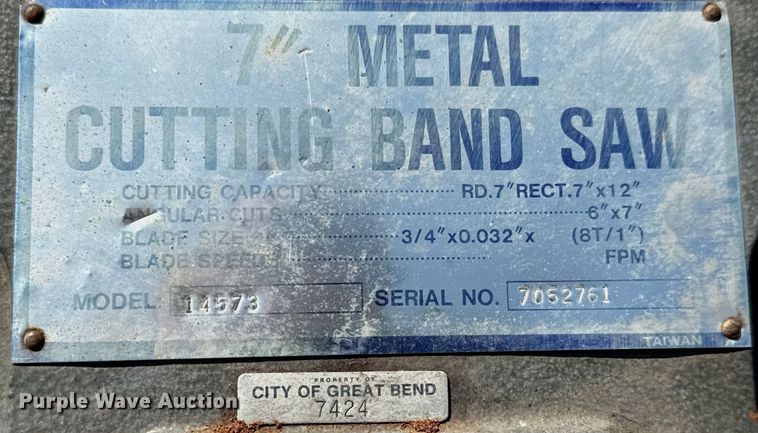 7" METAL
CUTTING BAND SAW
CUTTING CAPACITY RD.7" RECT.7"x12"
ANGULAR CUTS 6"x7"
BLADE 3/4"x0.032"x (8T/1")
BLADE SPEED FPM
MODEL 14573 SERIAL NO. 7052761
TAIWAN
PROPERTY OF
CITY OF GREAT BEND
7424
Purple Wave Auction